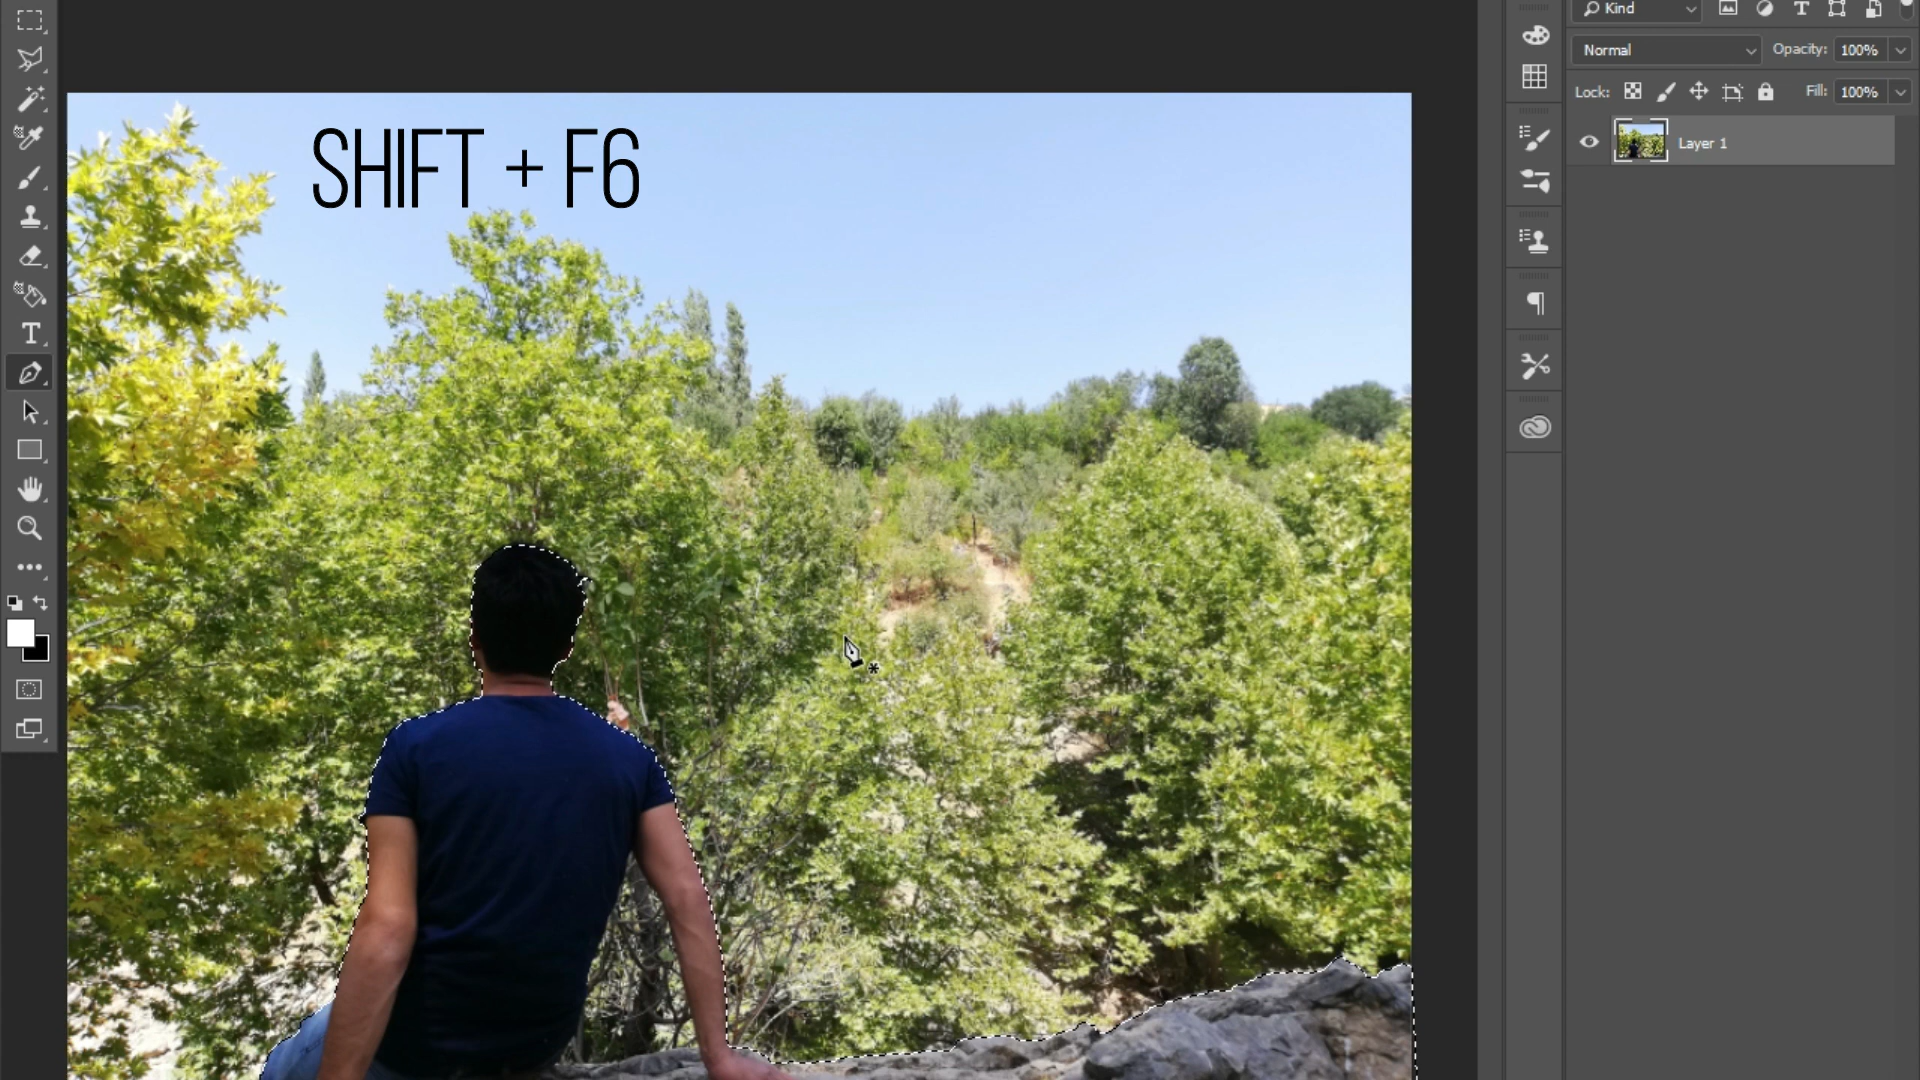 Kind
Normal
Opacity: 100%
Lock:
Fill: 100%
Layer 1
SHIFT + F6